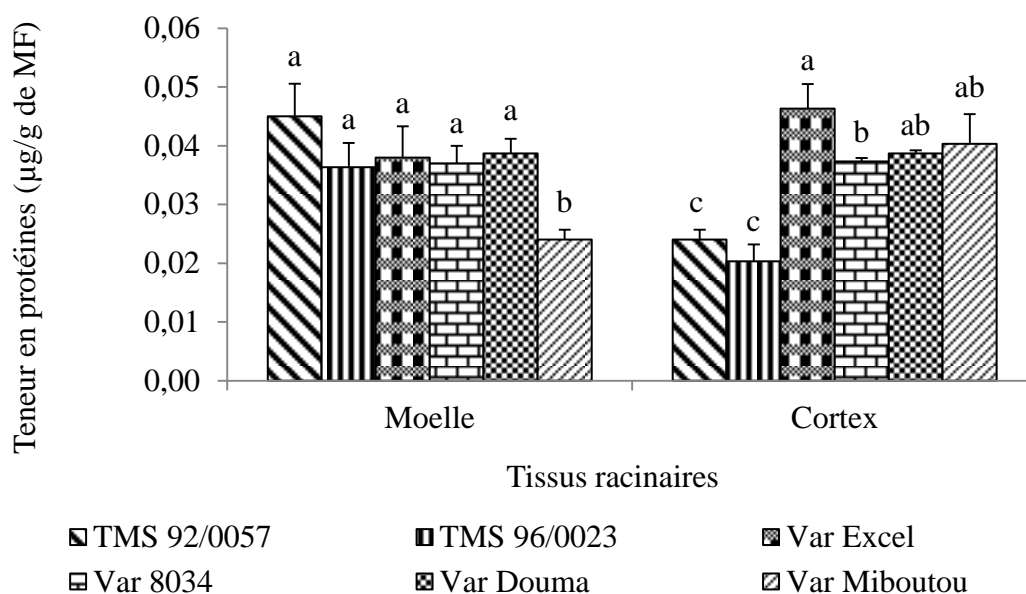 Teneur en protéines (µg/g de MF)
0,06
0,05
0,04
0,03
0,02
0,01
0,00
a
a
a
a
a
b
c
c
a
b
ab
ab
Moelle
Cortex
Tissus racinaires
TMS 92/0057
TMS 96/0023
Var Excel
Var 8034
Var Douma
Var Miboutou